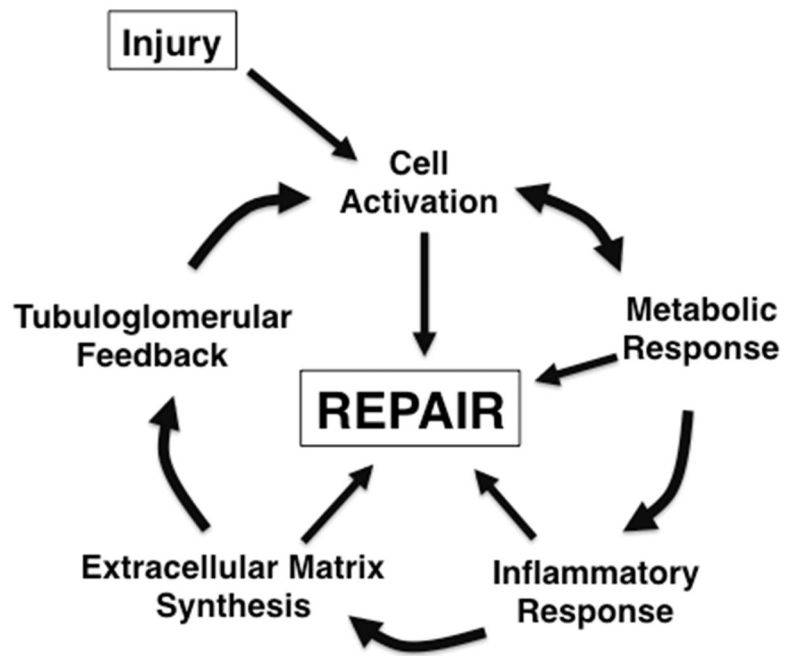 Injury
Cell
Activation
Tubuloglomerular
Feedback
Metabolic
Response
REPAIR
Extracellular Matrix
Synthesis
Inflammatory
Response